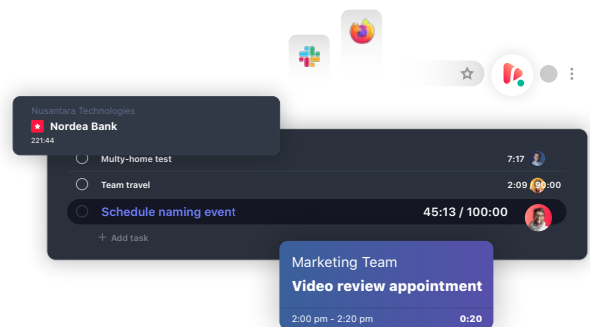 Nusantara Technologies
Nordea Bank
221:44
Multy-home test 7:17
Team travel 2:09 / 90:00
Schedule naming event 45:13 / 100:00
+ Add task
Marketing Team
Video review appointment
2:00 pm - 2:20 pm 0:20